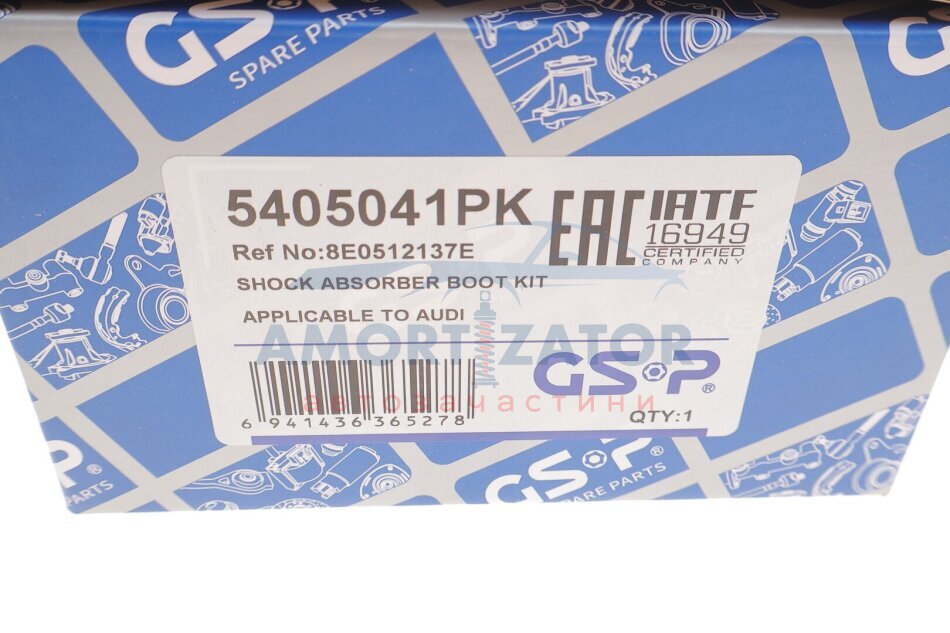 GSP
SPARE PARTS
5405041PK
EAC
IATF
16949
CERTIFIED
COMPANY
Ref No:8E0512137E
SHOCK ABSORBER BOOT KIT
APPLICABLE TO AUDI
AMORTIZATOR
автозапчастини
GSP®
6 941436 365278
QTY:1
GSP®
SPARE PARTS
P®
PARTS